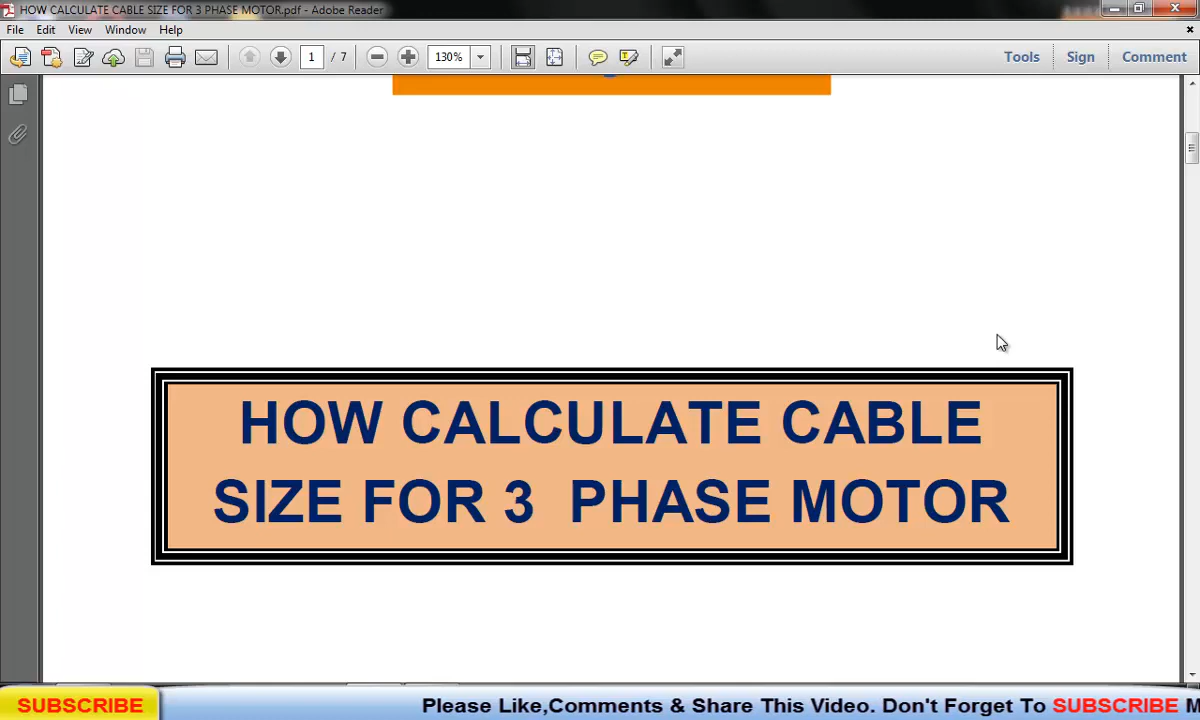 HOW CALCULATE CABLE SIZE FOR 3 PHASE MOTOR.pdf - Adobe Reader
File Edit View Window Help
1 / 7 130% Tools Sign Comment
HOW CALCULATE CABLE
SIZE FOR 3 PHASE MOTOR
SUBSCRIBE Please Like,Comments & Share This Video. Don't Forget To SUBSCRIBE M